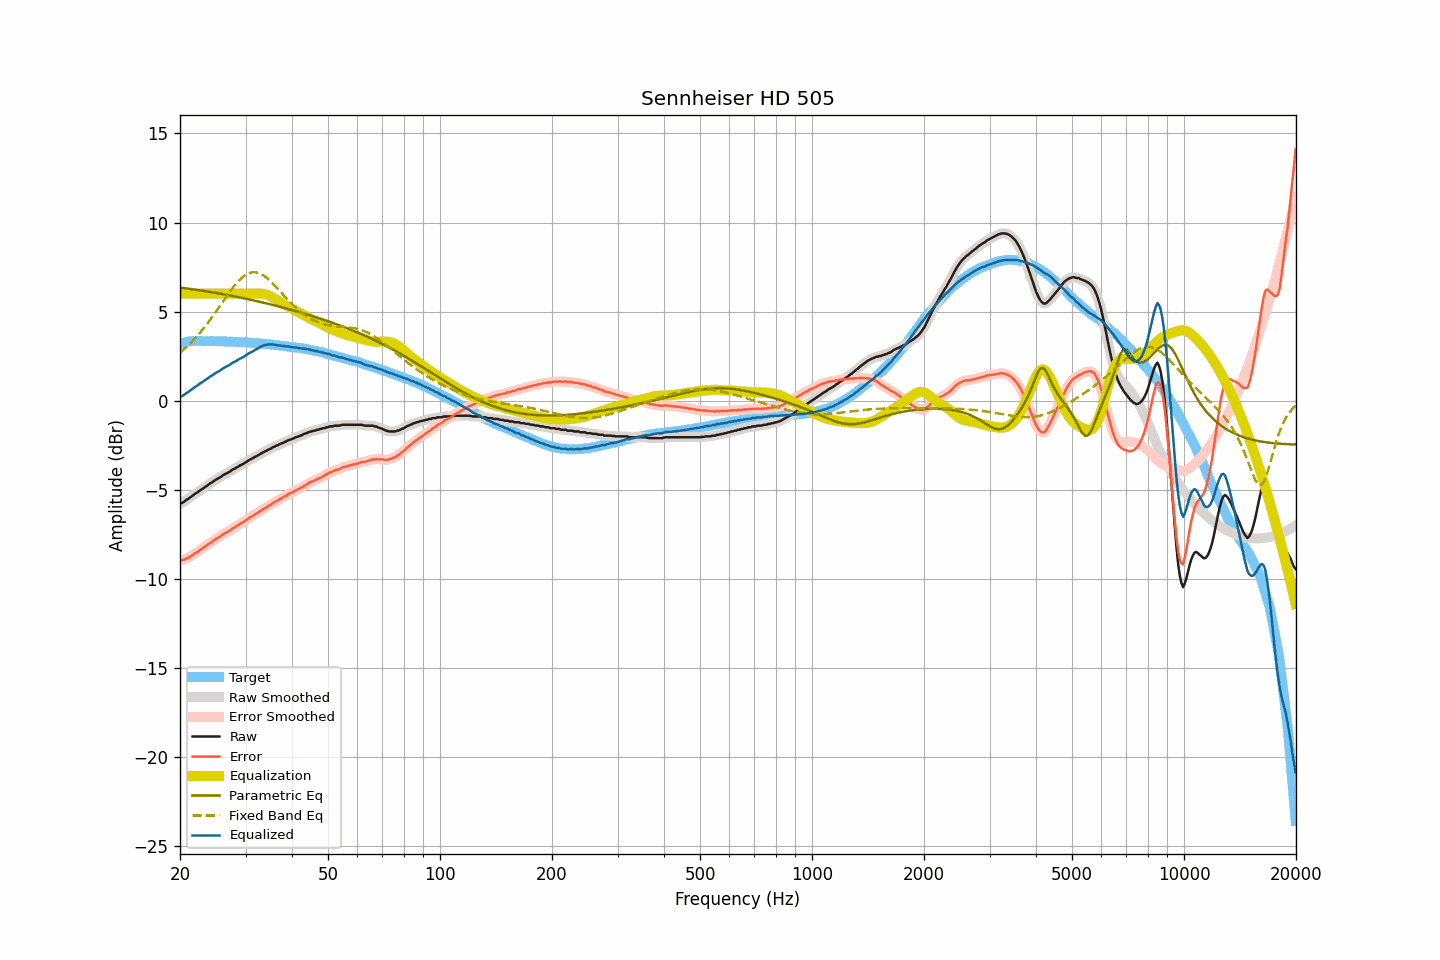 Sennheiser HD 505
15
10
5
0
−5
−10
−15
−20
−25
Amplitude (dBr)
Target
Raw Smoothed
Error Smoothed
Raw
Error
Equalization
Parametric Eq
Fixed Band Eq
Equalized
20 50 100 200 500 1000 2000 5000 10000 20000
Frequency (Hz)